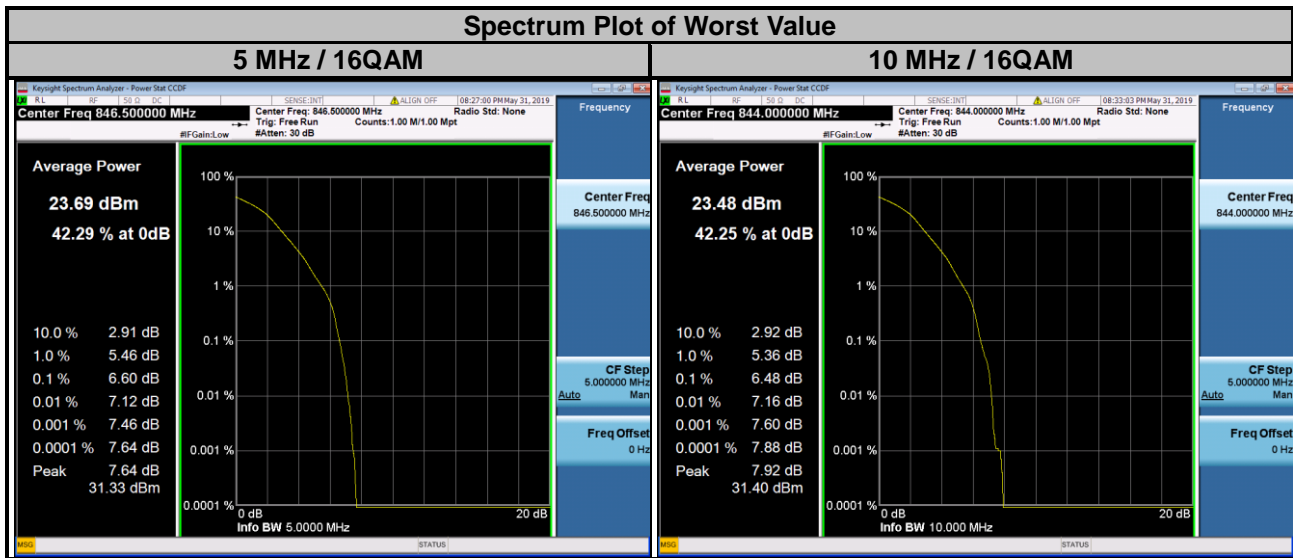 Spectrum Plot of Worst Value
5 MHz / 16QAM
10 MHz / 16QAM
Keysight Spectrum Analyzer - Power Stat CCDF
RL RF 50 Ω DC SENSE:INT ALIGN OFF 08:27:00 PM May 31, 2019
Center Freq 846.500000 MHz
Center Freq: 846.500000 MHz Radio Std: None
Trig: Free Run Counts:1.00 M/1.00 Mpt
#IFGain:Low #Atten: 30 dB
Frequency
Average Power
23.69 dBm
42.29 % at 0dB
10.0 % 2.91 dB
1.0 % 5.46 dB
0.1 % 6.60 dB
0.01 % 7.12 dB
0.001 % 7.46 dB
0.0001 % 7.64 dB
Peak 7.64 dB
31.33 dBm
100 %
10 %
1 %
0.1 %
0.01 %
0.001 %
0.0001 %
0 dB 20 dB
Info BW 5.0000 MHz
Center Freq
846.500000 MHz
CF Step
5.000000 MHz
Auto Man
Freq Offset
0 Hz
MSG STATUS
Keysight Spectrum Analyzer - Power Stat CCDF
RL RF 50 Ω DC SENSE:INT ALIGN OFF 08:33:03 PM May 31, 2019
Center Freq 844.000000 MHz
Center Freq: 844.000000 MHz Radio Std: None
Trig: Free Run Counts:1.00 M/1.00 Mpt
#IFGain:Low #Atten: 30 dB
Frequency
Average Power
23.48 dBm
42.25 % at 0dB
10.0 % 2.92 dB
1.0 % 5.36 dB
0.1 % 6.48 dB
0.01 % 7.16 dB
0.001 % 7.60 dB
0.0001 % 7.88 dB
Peak 7.92 dB
31.40 dBm
100 %
10 %
1 %
0.1 %
0.01 %
0.001 %
0.0001 %
0 dB 20 dB
Info BW 10.000 MHz
Center Freq
844.000000 MHz
CF Step
5.000000 MHz
Auto Man
Freq Offset
0 Hz
MSG STATUS